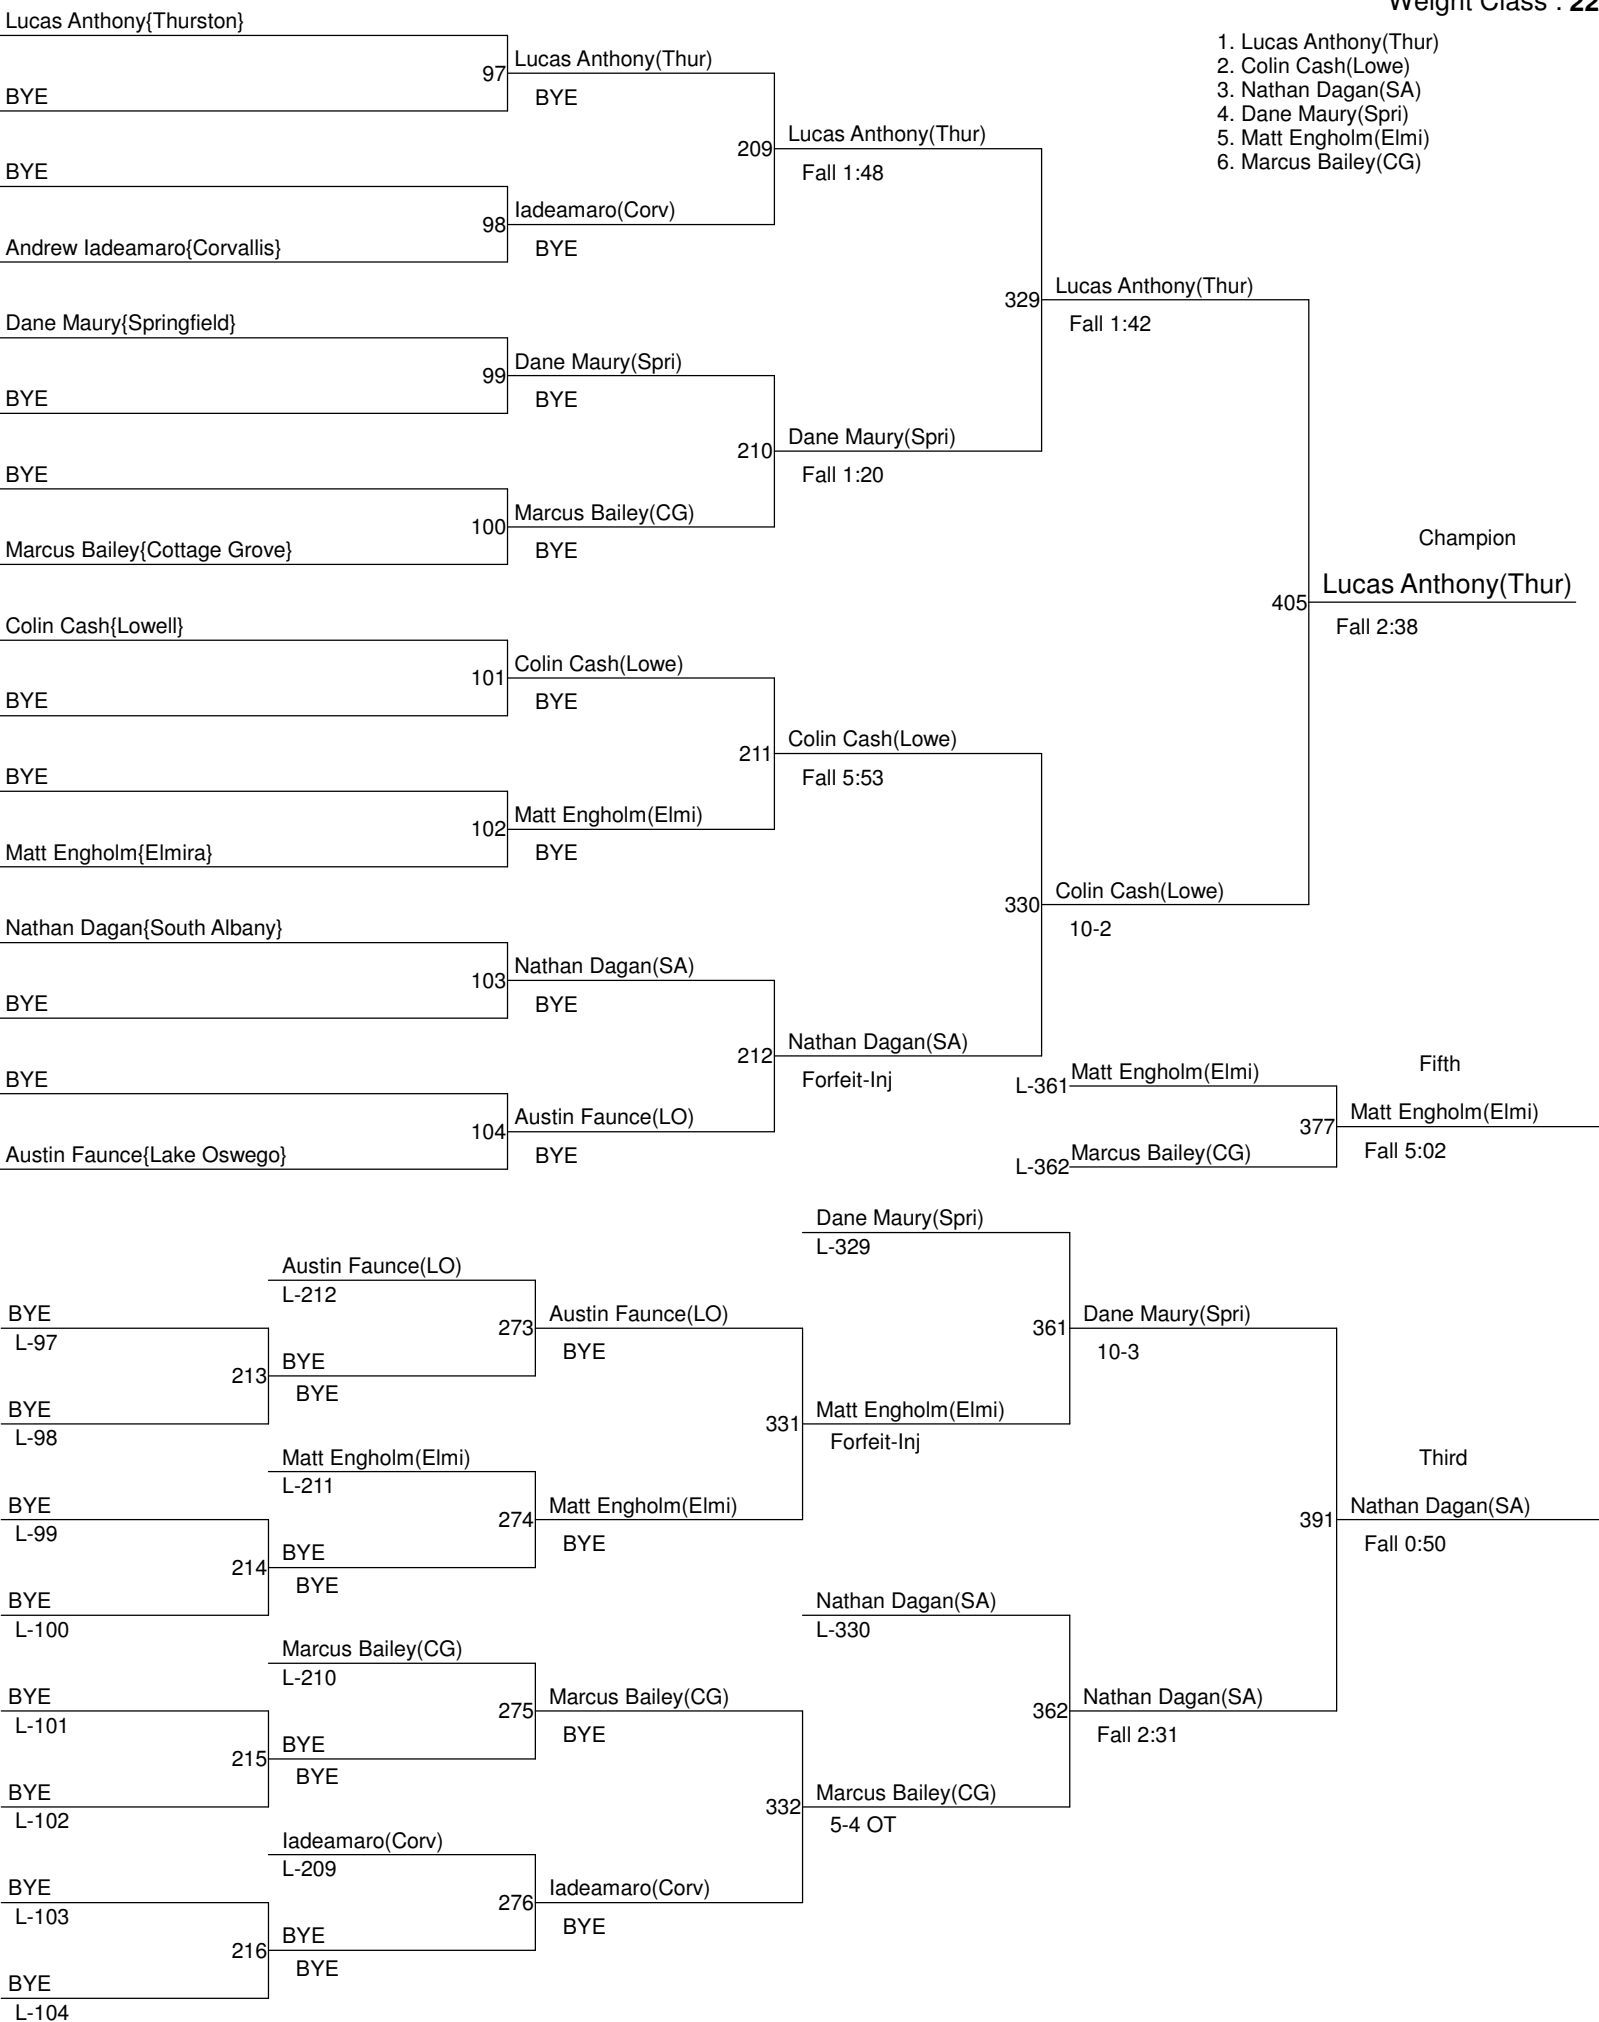 Weight Class : 22
1. Lucas Anthony(Thur)
2. Colin Cash(Lowe)
3. Nathan Dagan(SA)
4. Dane Maury(Spri)
5. Matt Engholm(Elmi)
6. Marcus Bailey(CG)
Lucas Anthony{Thurston}
97
Lucas Anthony(Thur)
BYE
BYE
209
Lucas Anthony(Thur)
Fall 1:48
BYE
98
Iadeamaro(Corv)
BYE
Andrew Iadeamaro{Corvallis}
329
Lucas Anthony(Thur)
Fall 1:42
Dane Maury{Springfield}
99
Dane Maury(Spri)
BYE
BYE
210
Dane Maury(Spri)
Fall 1:20
BYE
100
Marcus Bailey(CG)
BYE
Marcus Bailey{Cottage Grove}
Champion
405
Lucas Anthony(Thur)
Fall 2:38
Colin Cash{Lowell}
101
Colin Cash(Lowe)
BYE
BYE
211
Colin Cash(Lowe)
Fall 5:53
BYE
102
Matt Engholm(Elmi)
BYE
Matt Engholm{Elmira}
330
Colin Cash(Lowe)
10-2
Nathan Dagan{South Albany}
103
Nathan Dagan(SA)
BYE
BYE
212
Nathan Dagan(SA)
Forfeit-Inj
BYE
104
Austin Faunce(LO)
BYE
Austin Faunce{Lake Oswego}
L-361
Matt Engholm(Elmi)
Fifth
377
Matt Engholm(Elmi)
Fall 5:02
L-362
Marcus Bailey(CG)
Dane Maury(Spri)
L-329
Austin Faunce(LO)
L-212
BYE
L-97
273
Austin Faunce(LO)
BYE
361
Dane Maury(Spri)
10-3
213
BYE
BYE
BYE
L-98
331
Matt Engholm(Elmi)
Forfeit-Inj
Matt Engholm(Elmi)
L-211
Third
BYE
L-99
274
Matt Engholm(Elmi)
BYE
391
Nathan Dagan(SA)
Fall 0:50
214
BYE
BYE
BYE
L-100
Nathan Dagan(SA)
L-330
Marcus Bailey(CG)
L-210
BYE
L-101
275
Marcus Bailey(CG)
BYE
362
Nathan Dagan(SA)
Fall 2:31
215
BYE
BYE
BYE
L-102
332
Marcus Bailey(CG)
5-4 OT
Iadeamaro(Corv)
L-209
BYE
L-103
276
Iadeamaro(Corv)
BYE
216
BYE
BYE
BYE
L-104